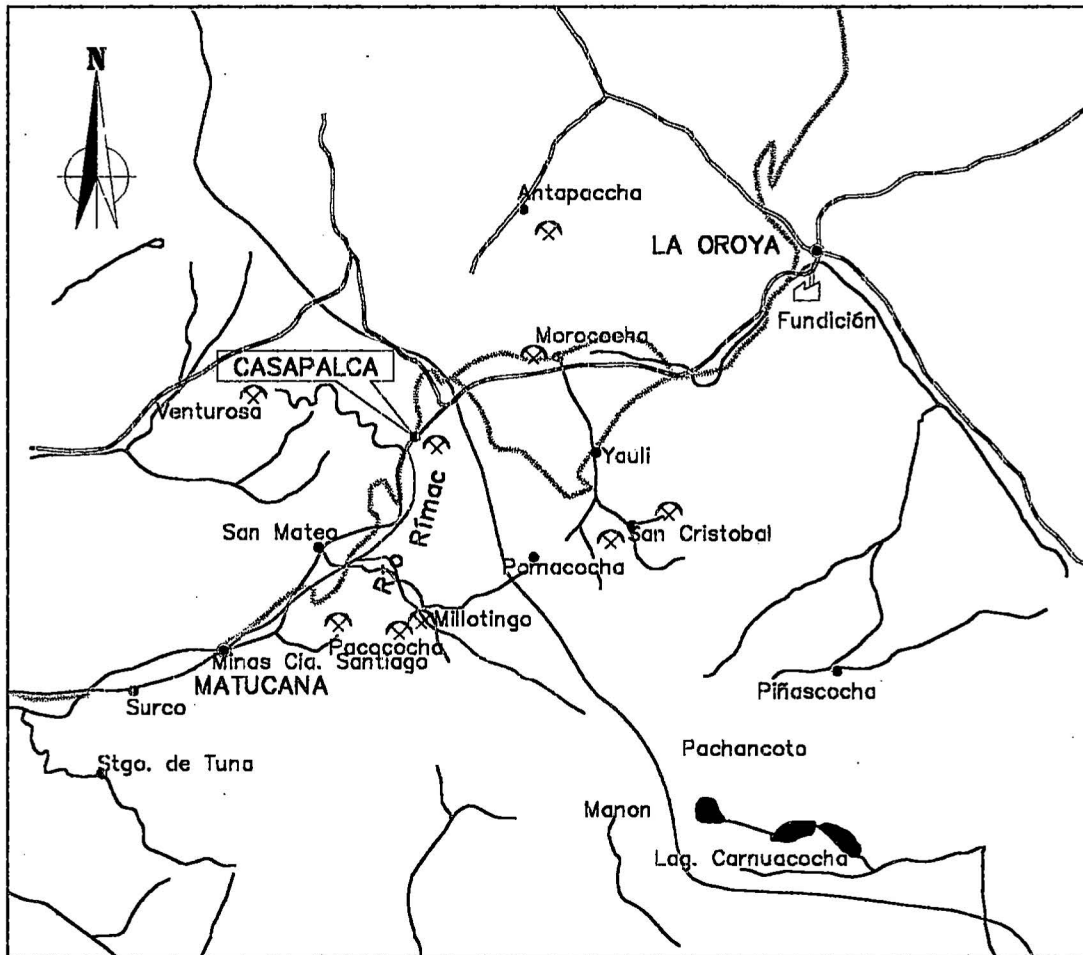 N
Antapaccha
LA OROYA
Fundición
Morococha
CASAPALCA
Venturosa
Yauli
Río Rímac
San Mateo
San Cristobal
Pomacocha
Millotingo
Pacococha
Minas Cia. Santiago
MATUCANA
Surco
Piñascocha
Stgo. de Tuna
Pachancoto
Manon
Lag. Carnuacocha